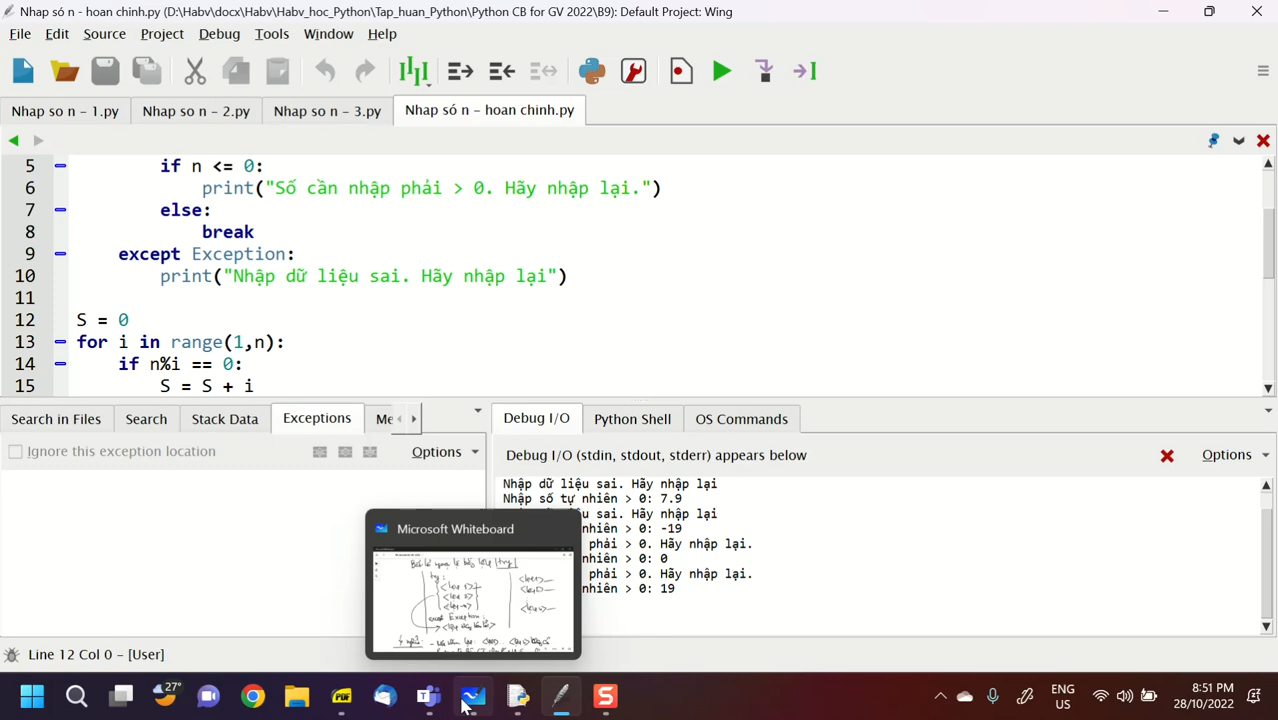 Nhap só n - hoan chinh.py (D:\Habv\docx\Habv\Habv_hoc_Python\Tap_huan_Python\Python CB for GV 2022\B9): Default Project: Wing
File Edit Source Project Debug Tools Window Help
Nhap so n - 1.py Nhap so n - 2.py Nhap so n - 3.py Nhap só n - hoan chinh.py
5 if n <= 0:
6 print("Số cần nhập phải > 0. Hãy nhập lại.")
7 else:
8 break
9 except Exception:
10 print("Nhập dữ liệu sai. Hãy nhập lại")
11
12 S = 0
13 for i in range(1,n):
14 if n%i == 0:
15 S = S + i
Search in Files Search Stack Data Exceptions Me
Ignore this exception location Options
Debug I/O Python Shell OS Commands
Debug I/O (stdin, stdout, stderr) appears below Options
Nhập dữ liệu sai. Hãy nhập lại
Nhập số tự nhiên > 0: 7.9
u sai. Hãy nhập lại
nhiên > 0: -19
phải > 0. Hãy nhập lại.
nhiên > 0: 0
phải > 0. Hãy nhập lại.
nhiên > 0: 19
Microsoft Whiteboard
try:
except Exception:
Line 12 Col 0 - [User]
27°
ENG
US
8:51 PM
28/10/2022